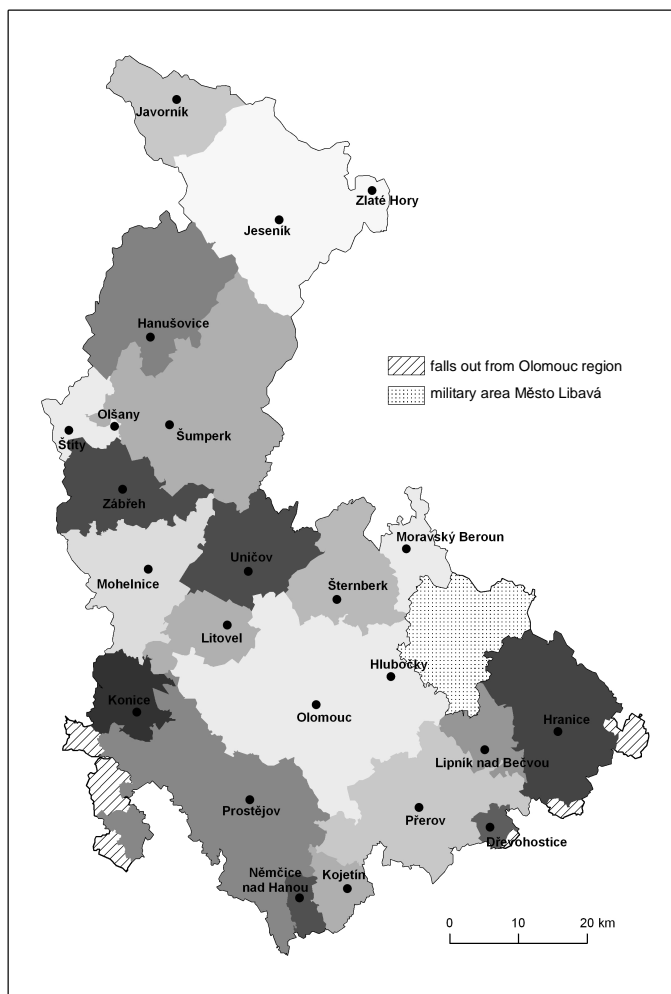 Javorník
Zlaté Hory
Jeseník
Hanušovice
falls out from Olomouc region
military area Město Libavá
Olšany
Štíty
Šumperk
Zábřeh
Moravský Beroun
Uničov
Mohelnice
Šternberk
Litovel
Hlubočky
Konice
Olomouc
Hranice
Lipník nad Bečvou
Prostějov
Přerov
Dřevohostice
Němčice
nad Hanou
Kojetín
0 10 20 km